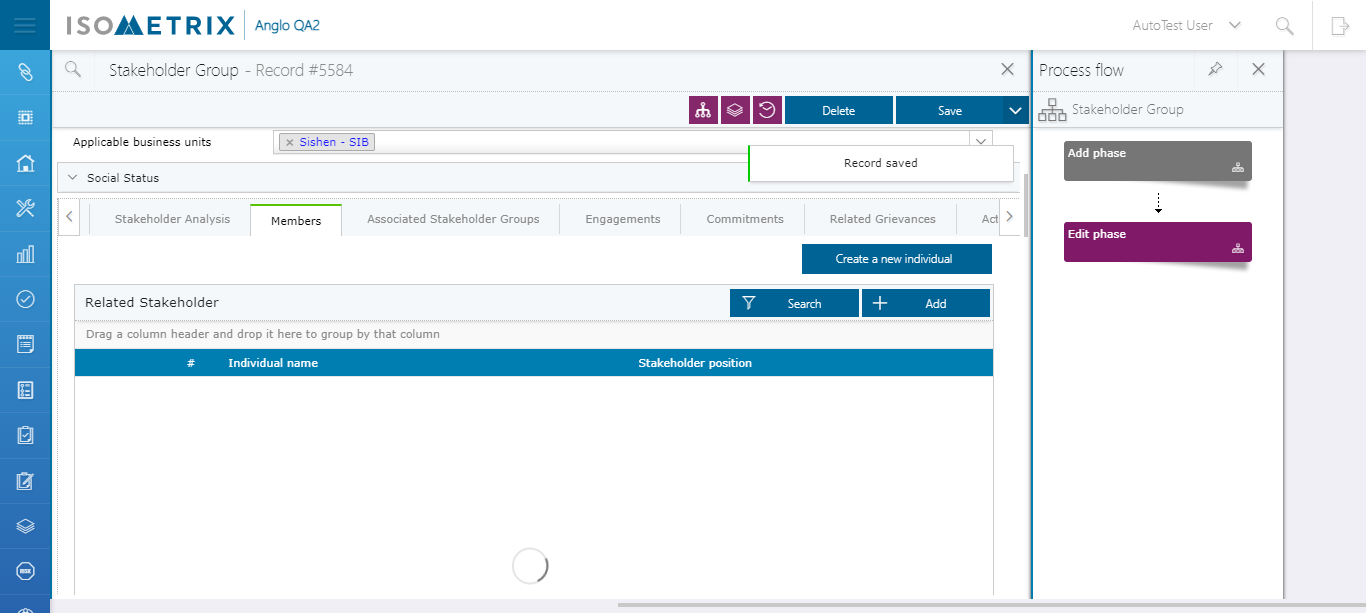 ISOMETRIX
Anglo QA2
AutoTest User
Stakeholder Group - Record #5584
Process flow
Delete
Save
Stakeholder Group
Applicable business units
× Sishen - SIB
Record saved
Add phase
Social Status
Stakeholder Analysis
Members
Associated Stakeholder Groups
Engagements
Commitments
Related Grievances
Act
Edit phase
Create a new individual
Related Stakeholder
Search
Add
Drag a column header and drop it here to group by that column
#
Individual name
Stakeholder position